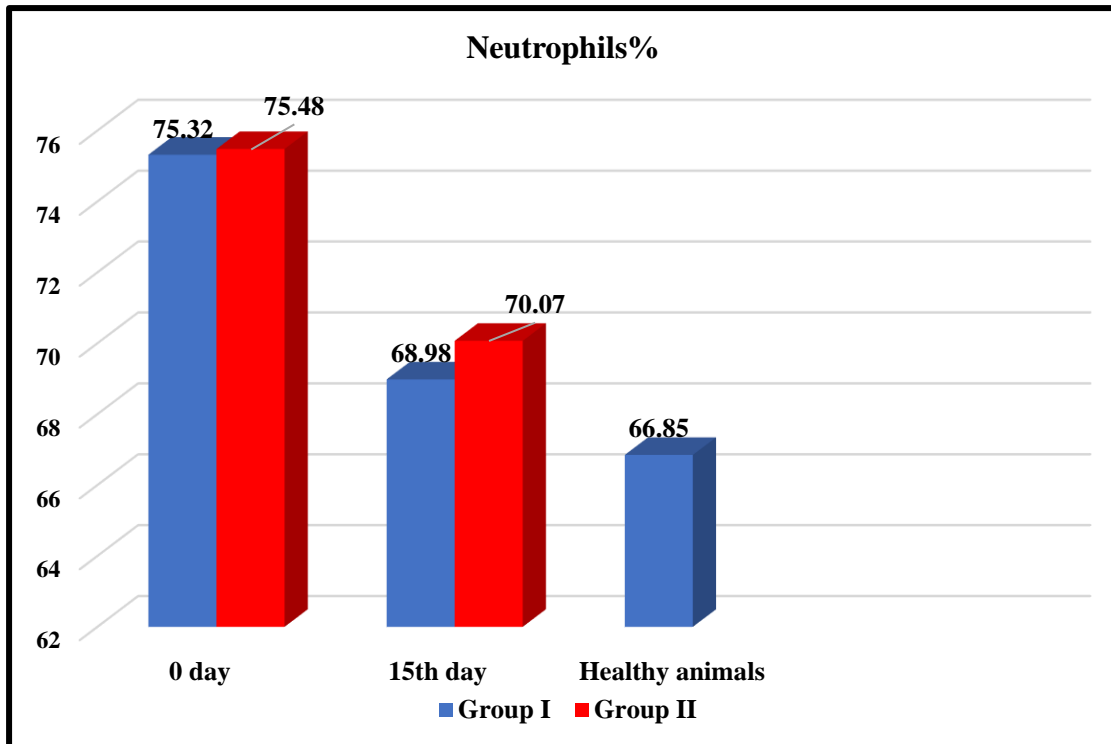 Neutrophils%
76
74
72
70
68
66
64
62
75.32
75.48
68.98
70.07
66.85
0 day
15th day
Healthy animals
Group I
Group II